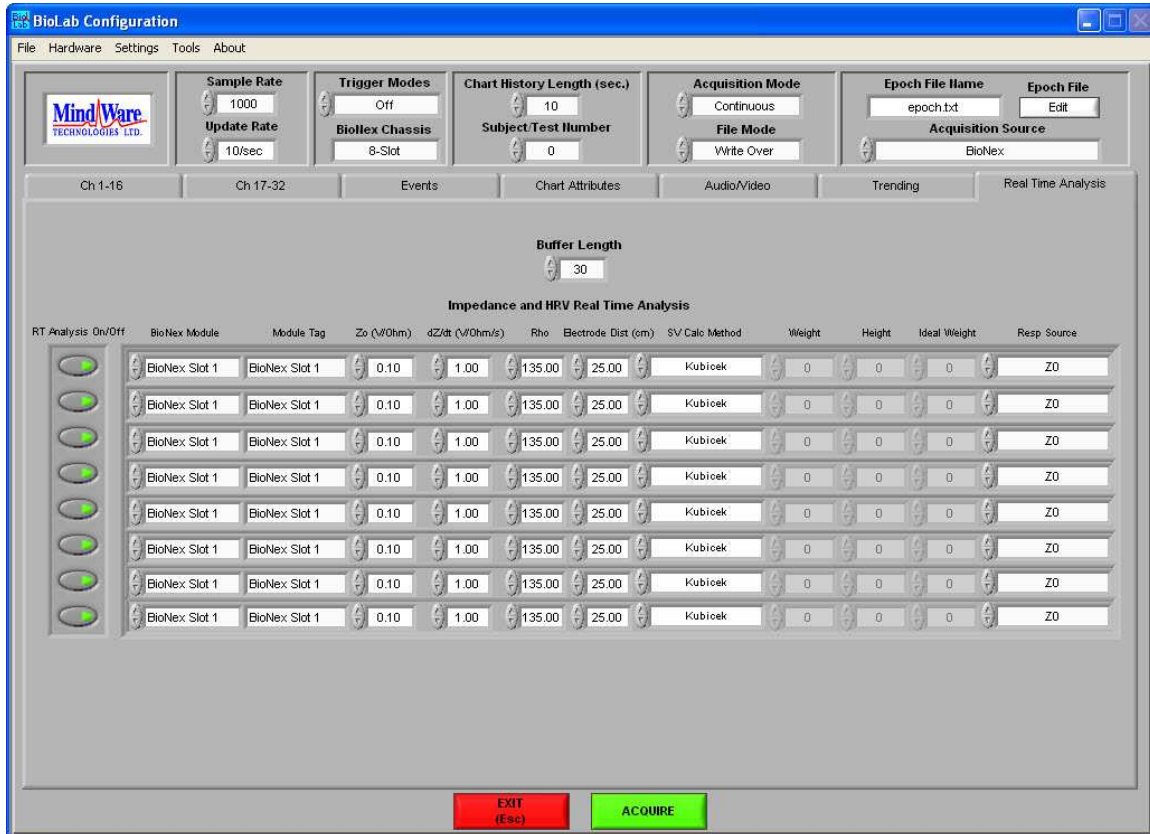 BioLab Configuration
File Hardware Settings Tools About
MindWare
TECHNOLOGIES LTD.
Sample Rate
1000
Update Rate
10/sec
Trigger Modes
Off
BioNex Chassis
8-Slot
Chart History Length (sec.)
10
Subject/Test Number
0
Acquisition Mode
Continuous
File Mode
Write Over
Epoch File Name
epoch.txt
Epoch File
Edit
Acquisition Source
BioNex
Ch 1-16 Ch 17-32 Events Chart Attributes Audio/Video Trending Real Time Analysis
Buffer Length
30
Impedance and HRV Real Time Analysis
RT Analysis On/Off BioNex Module Module Tag Zo (V/Ohm) dZ/dt (V/Ohm/s) Rho Electrode Dist (cm) SV Calc Method Weight Height Ideal Weight Resp Source
BioNex Slot 1 BioNex Slot 1 0.10 1.00 135.00 25.00 Kubicek 0 0 0 Z0
BioNex Slot 1 BioNex Slot 1 0.10 1.00 135.00 25.00 Kubicek 0 0 0 Z0
BioNex Slot 1 BioNex Slot 1 0.10 1.00 135.00 25.00 Kubicek 0 0 0 Z0
BioNex Slot 1 BioNex Slot 1 0.10 1.00 135.00 25.00 Kubicek 0 0 0 Z0
BioNex Slot 1 BioNex Slot 1 0.10 1.00 135.00 25.00 Kubicek 0 0 0 Z0
BioNex Slot 1 BioNex Slot 1 0.10 1.00 135.00 25.00 Kubicek 0 0 0 Z0
BioNex Slot 1 BioNex Slot 1 0.10 1.00 135.00 25.00 Kubicek 0 0 0 Z0
BioNex Slot 1 BioNex Slot 1 0.10 1.00 135.00 25.00 Kubicek 0 0 0 Z0
EXIT
(Esc)
ACQUIRE